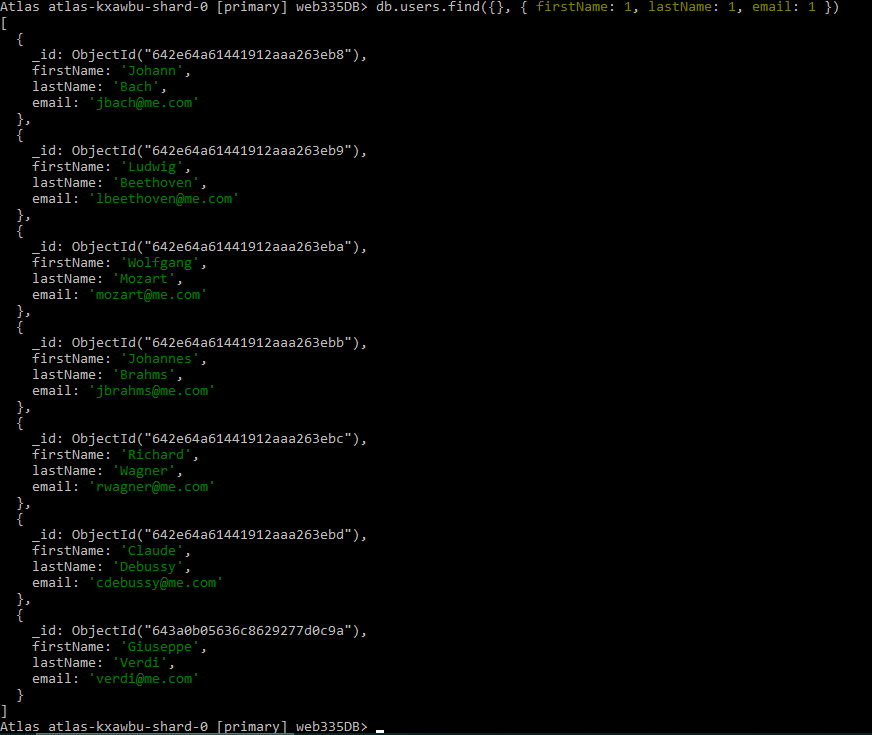 Atlas atlas-kxawbu-shard-0 [primary] web335DB> db.users.find({}, { firstName: 1, lastName: 1, email: 1 })
[
  {
    _id: ObjectId("642e64a61441912aaa263eb8"),
    firstName: 'Johann',
    lastName: 'Bach',
    email: 'jbach@me.com'
  },
  {
    _id: ObjectId("642e64a61441912aaa263eb9"),
    firstName: 'Ludwig',
    lastName: 'Beethoven',
    email: 'lbeethoven@me.com'
  },
  {
    _id: ObjectId("642e64a61441912aaa263eba"),
    firstName: 'Wolfgang',
    lastName: 'Mozart',
    email: 'mozart@me.com'
  },
  {
    _id: ObjectId("642e64a61441912aaa263ebb"),
    firstName: 'Johannes',
    lastName: 'Brahms',
    email: 'jbrahms@me.com'
  },
  {
    _id: ObjectId("642e64a61441912aaa263ebc"),
    firstName: 'Richard',
    lastName: 'Wagner',
    email: 'rwagner@me.com'
  },
  {
    _id: ObjectId("642e64a61441912aaa263ebd"),
    firstName: 'Claude',
    lastName: 'Debussy',
    email: 'cdebussy@me.com'
  },
  {
    _id: ObjectId("643a0b05636c8629277d0c9a"),
    firstName: 'Giuseppe',
    lastName: 'Verdi',
    email: 'verdi@me.com'
  }
]
Atlas atlas-kxawbu-shard-0 [primary] web335DB>